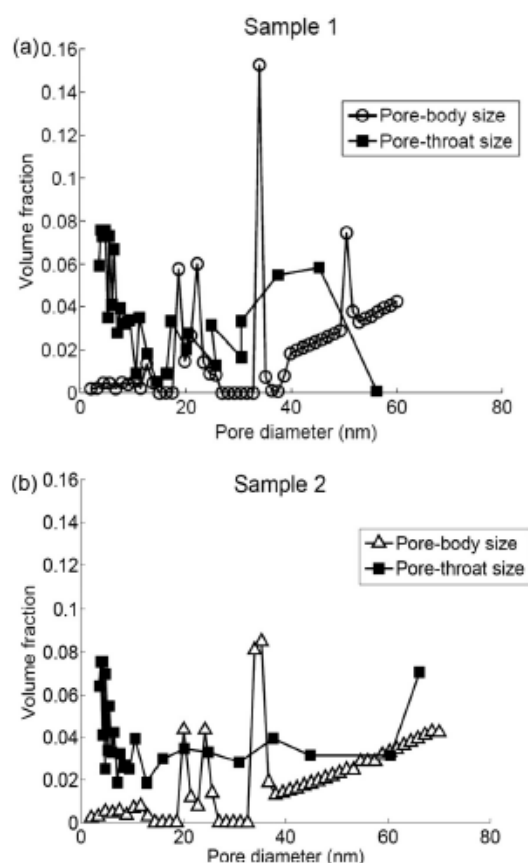 Sample 1
(a)
0.16
0.14
0.12
0.1
0.08
0.06
0.04
0.02
0
Volume fraction
Pore-body size
Pore-throat size
0 20 40 60 80
Pore diameter (nm)
Sample 2
(b)
0.16
0.14
0.12
0.1
0.08
0.06
0.04
0.02
0
Volume fraction
Pore-body size
Pore-throat size
0 20 40 60 80
Pore diameter (nm)